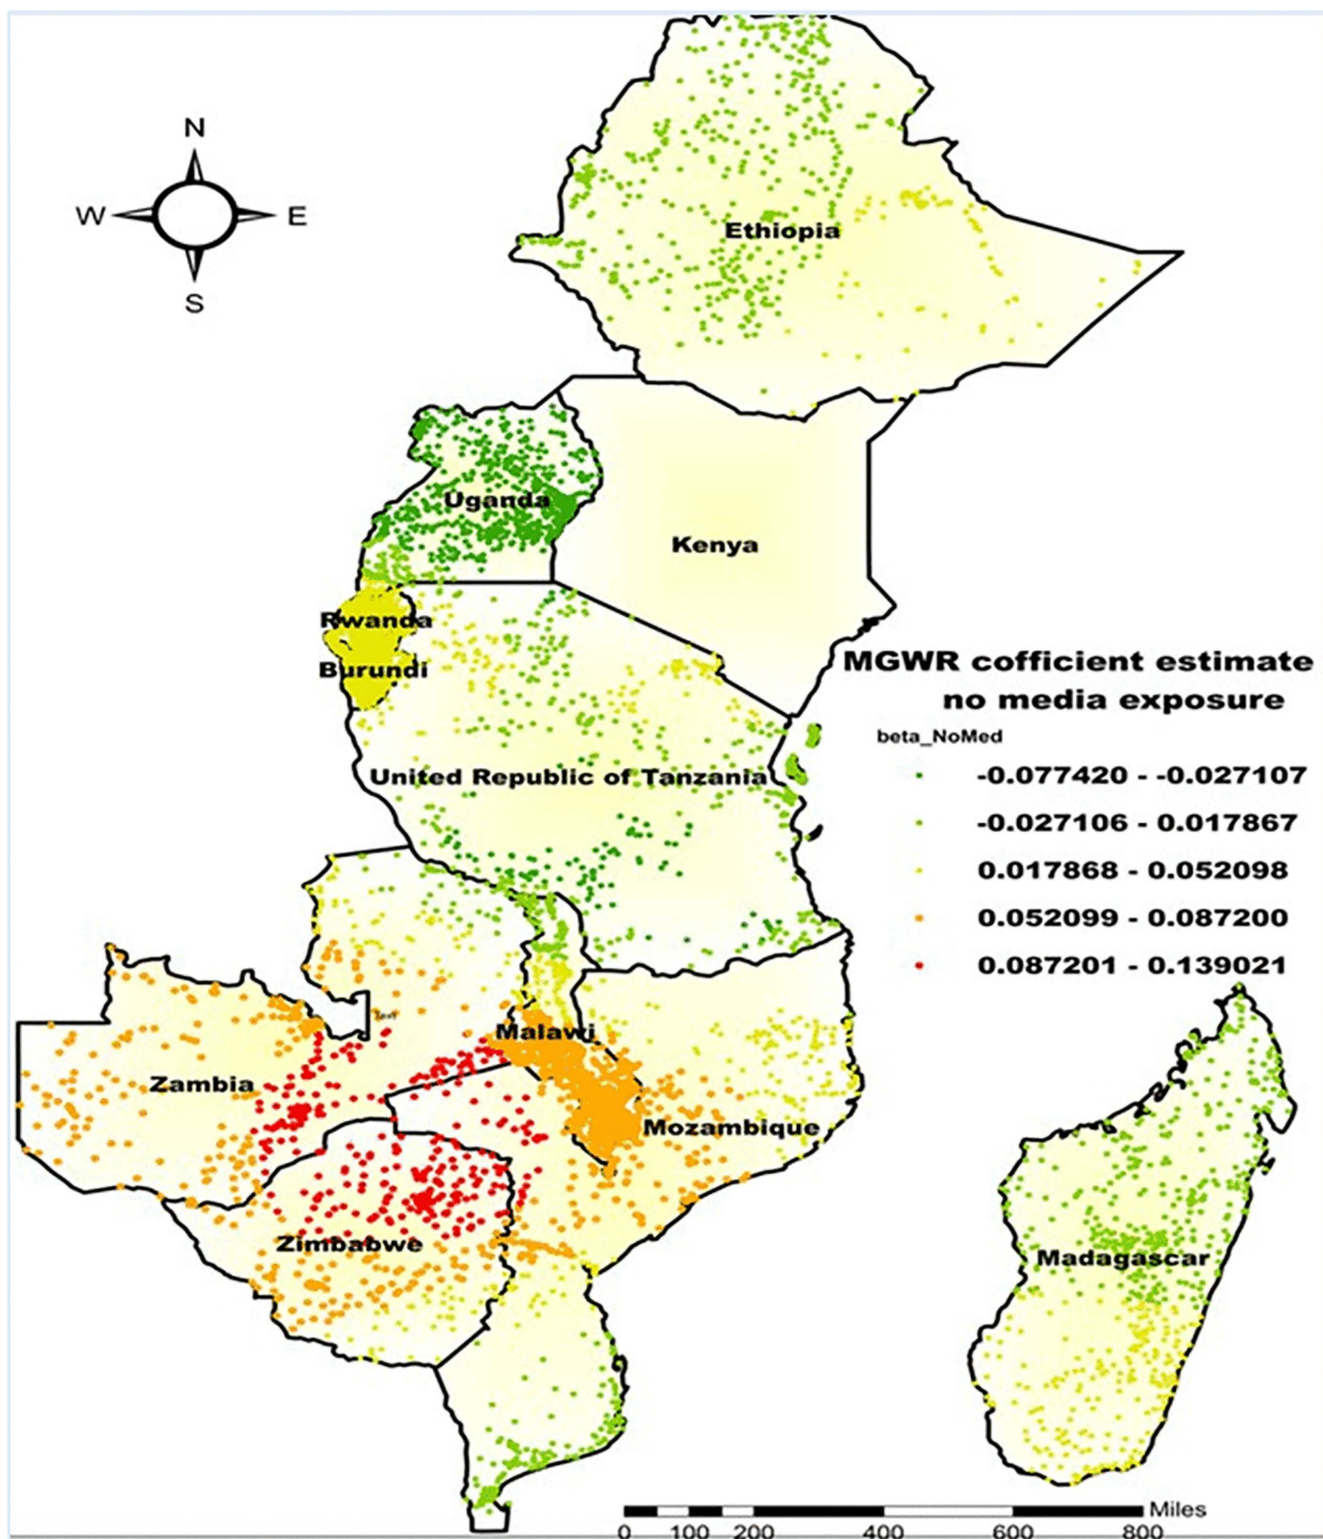 N
W E
S
Ethiopia
Uganda
Kenya
Rwanda
Burundi
MGWR cofficient estimate
no media exposure
beta_NoMed
-0.077420 - -0.027107
-0.027106 - 0.017867
0.017868 - 0.052098
0.052099 - 0.087200
0.087201 - 0.139021
United Republic of Tanzania
Malawi
Zambia
Mozambique
Zimbabwe
Madagascar
Miles
0 100 200 400 600 800